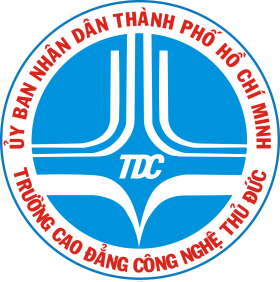 ỦY BAN NHÂN DÂN THÀNH PHỐ HỒ CHÍ MINH
TDC
TRƯỜNG CAO ĐẲNG CÔNG NGHỆ THỦ ĐỨC